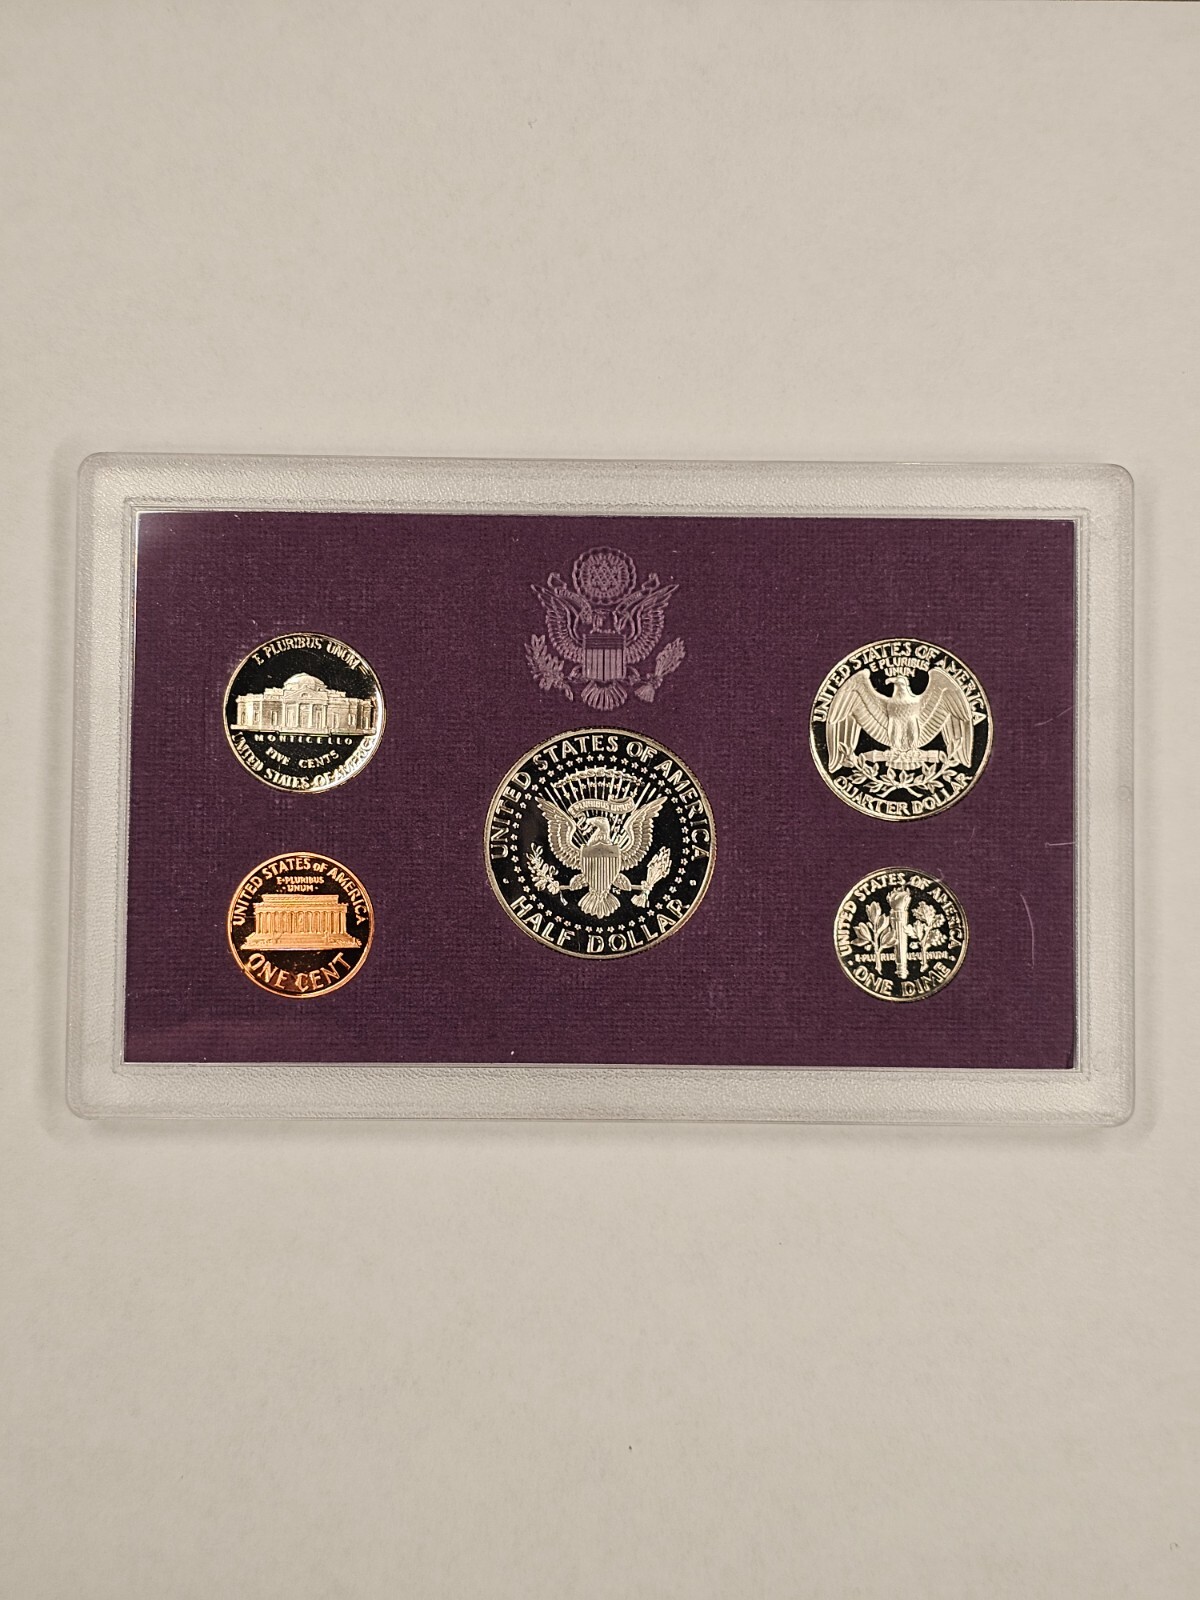 E PLURIBUS UNUM
MONTICELLO
FIVE CENTS
UNITED STATES OF AMERICA
UNITED STATES OF AMERICA
E PLURIBUS
UNUM
QUARTER DOLLAR
UNITED STATES OF AMERICA
E PLURIBUS UNUM
HALF DOLLAR
UNITED STATES OF AMERICA
E·PLURIBUS
·UNUM·
ONE CENT
UNITED STATES OF AMERICA
E·PLURIBUS·UNUM
·ONE DIME·